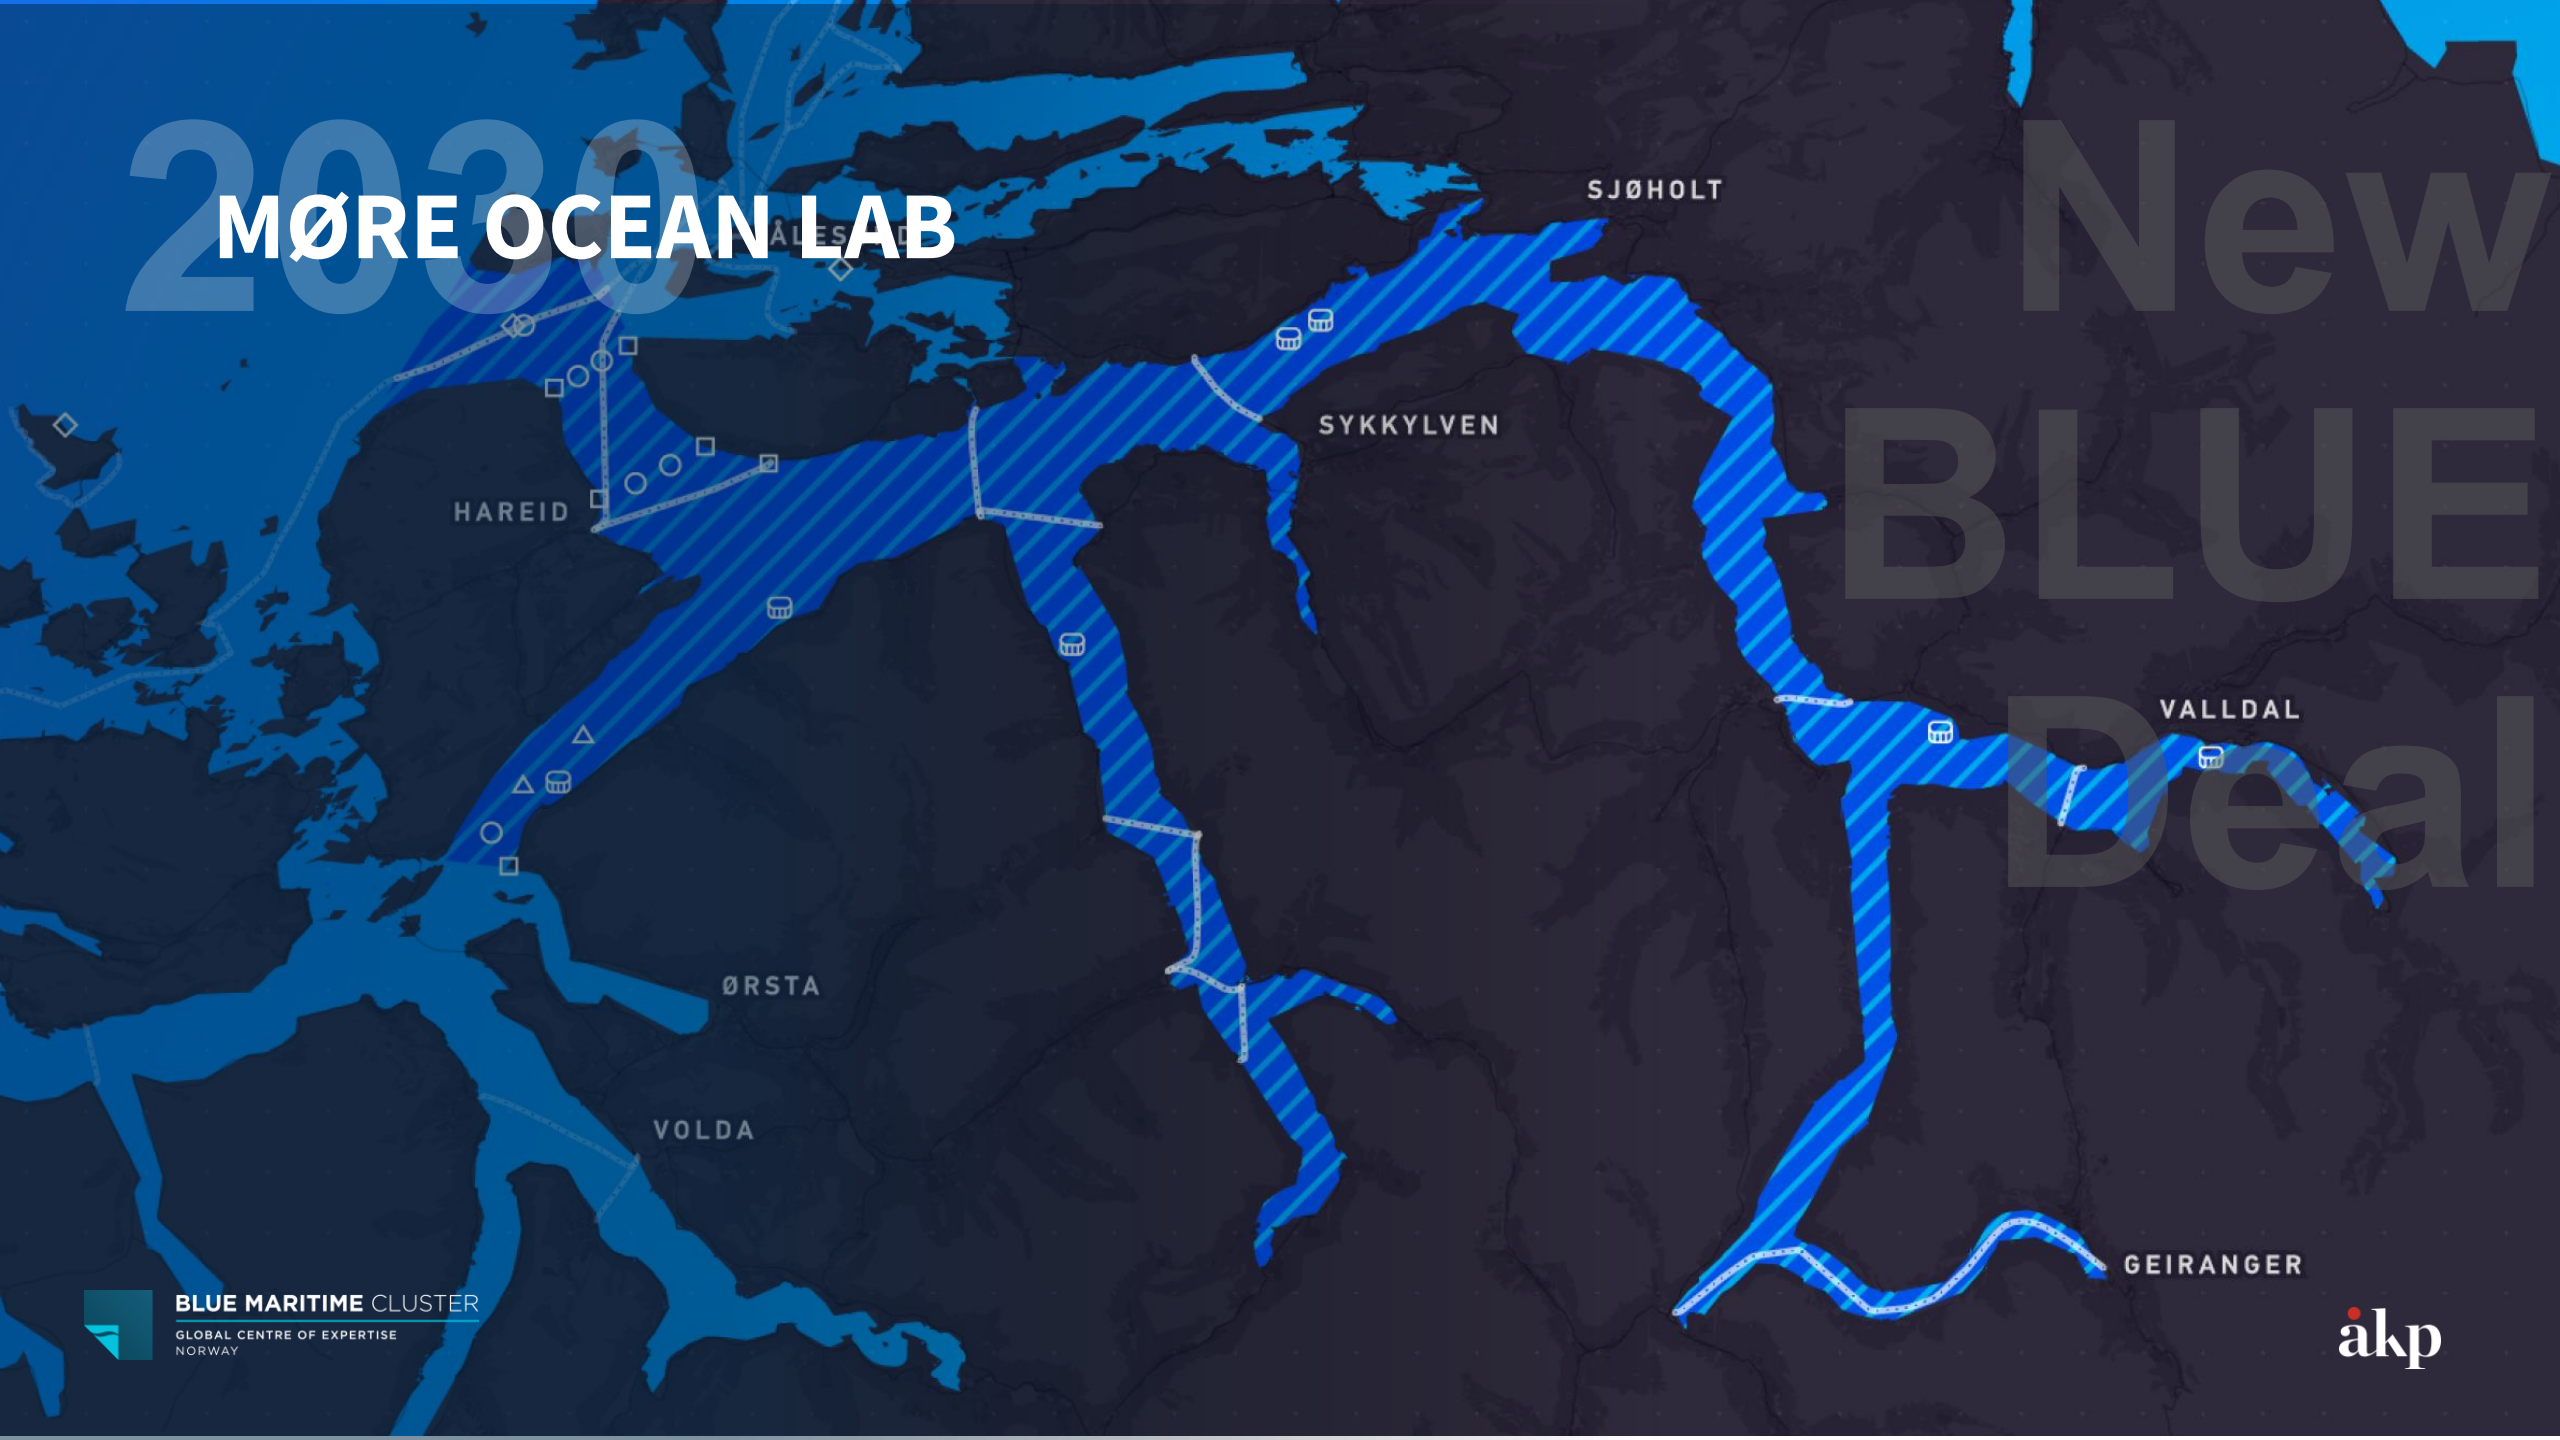 2030
MØRE OCEAN LAB
New
BLUE
Deal
SJØHOLT
SYKKYLVEN
HAREID
VALLDAL
ØRSTA
VOLDA
GEIRANGER
BLUE MARITIME CLUSTER
GLOBAL CENTRE OF EXPERTISE
NORWAY
åkp